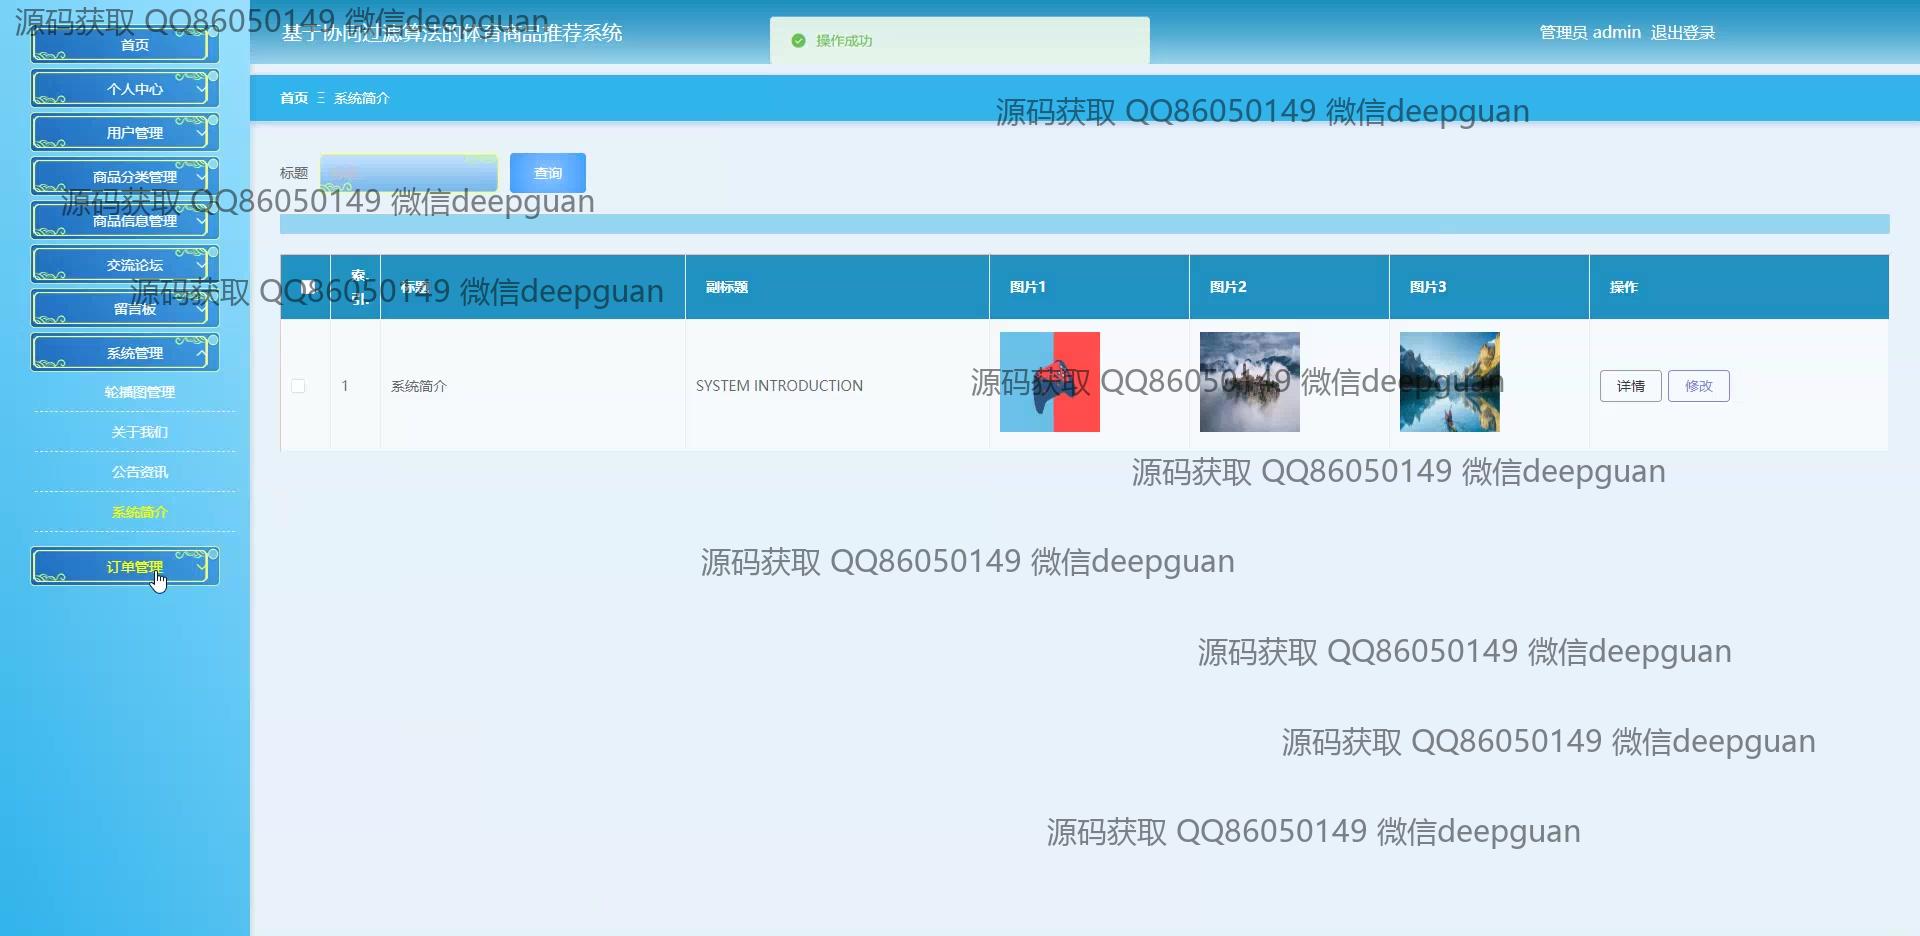 源码获取 QQ86050149 微信deepguan
基于协同过滤算法的体育商品推荐系统
操作成功
管理员 admin 退出登录
首页
个人中心
用户管理
商品分类管理
商品信息管理
交流论坛
留言板
系统管理
轮播图管理
关于我们
公告资讯
系统简介
订单管理
首页 系统简介
源码获取 QQ86050149 微信deepguan
标题
查询
源码获取 QQ86050149 微信deepguan
索引 标题 副标题 图片1 图片2 图片3 操作
源码获取 QQ86050149 微信deepguan
1 系统简介 SYSTEM INTRODUCTION 详情 修改
源码获取 QQ86050149 微信deepguan
源码获取 QQ86050149 微信deepguan
源码获取 QQ86050149 微信deepguan
源码获取 QQ86050149 微信deepguan
源码获取 QQ86050149 微信deepguan
源码获取 QQ86050149 微信deepguan